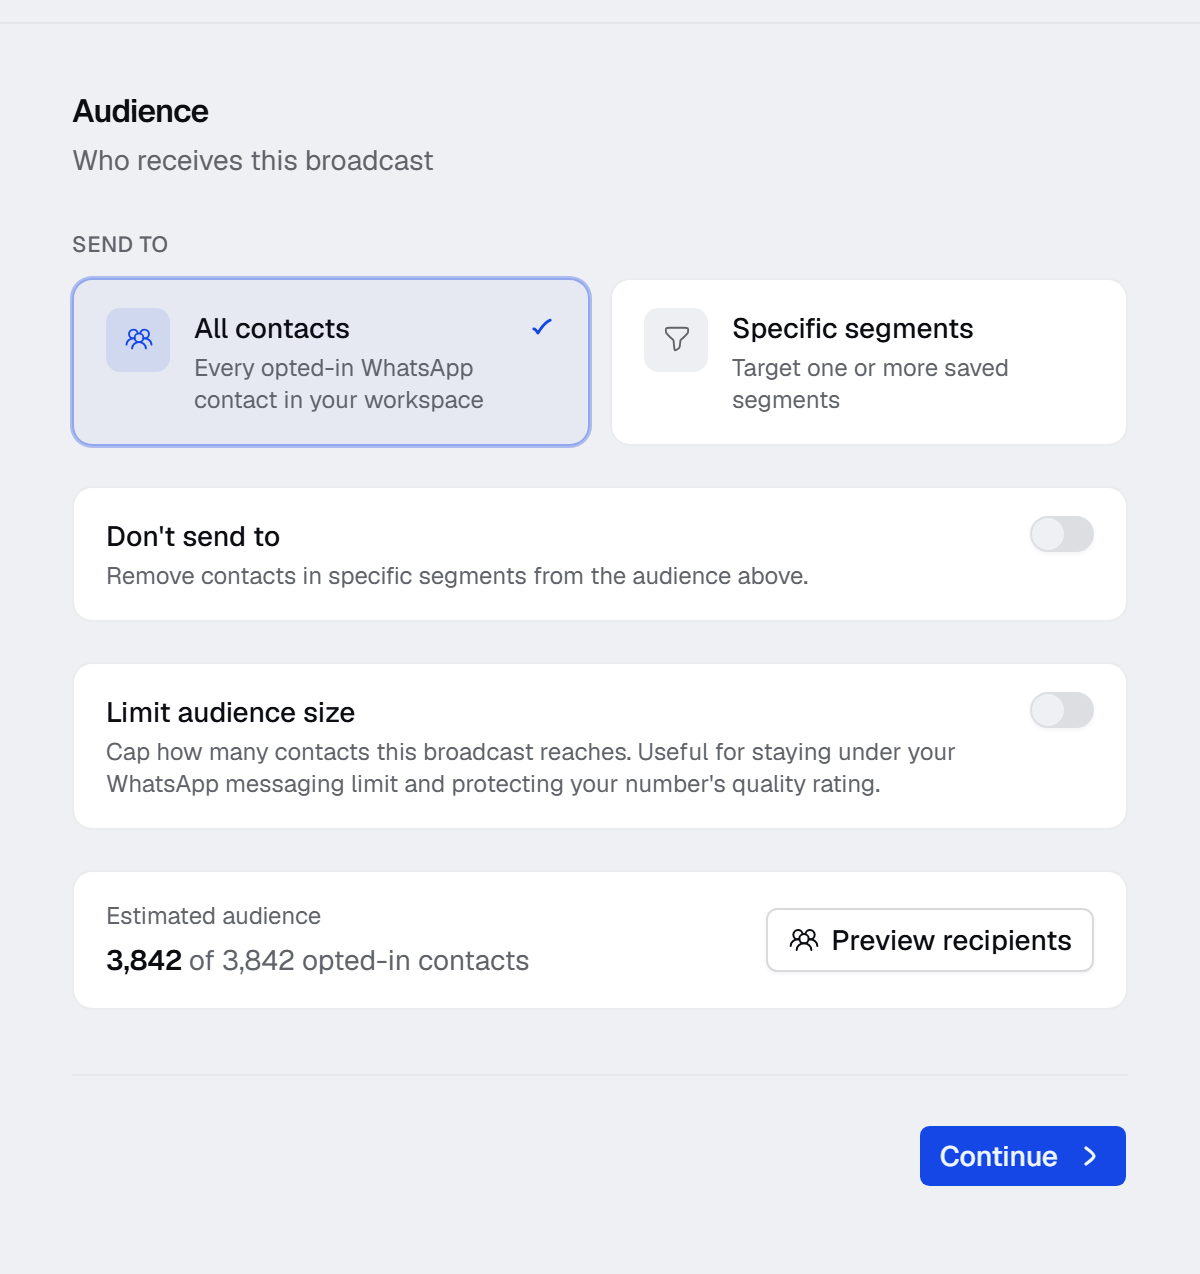 Audience
Who receives this broadcast
SEND TO
All contacts
Every opted-in WhatsApp
contact in your workspace
Specific segments
Target one or more saved
segments
Don't send to
Remove contacts in specific segments from the audience above.
Limit audience size
Cap how many contacts this broadcast reaches. Useful for staying under your
WhatsApp messaging limit and protecting your number's quality rating.
Estimated audience
3,842 of 3,842 opted-in contacts
Preview recipients
Continue